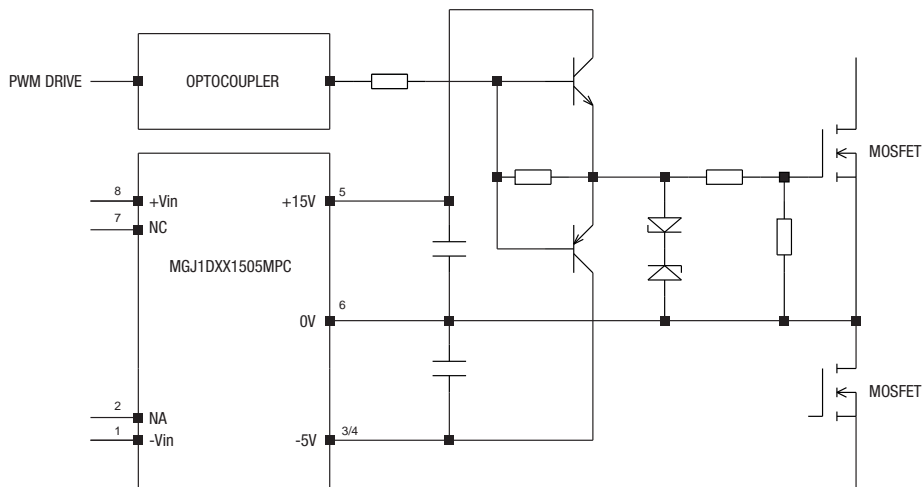 PWM DRIVE
OPTOCOUPLER
MOSFET
8
+Vin
+15V
5
7
NC
MGJ1DXX1505MPC
6
0V
MOSFET
2
NA
1
-Vin
-5V
3/4